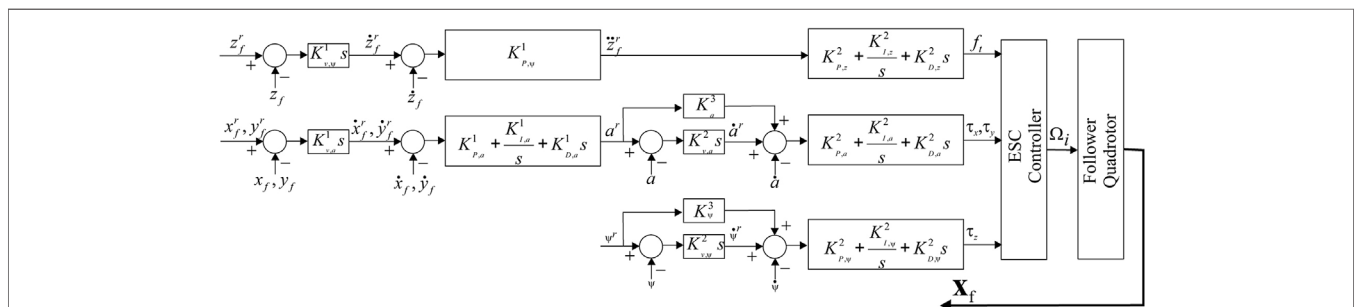 z_f^r + − z_f K_{v,ψ}^1 s ż_f^r + − ż_f K_{P,ψ}^1 z̈_f^r K_{P,z}^2 + K_{I,z}^2/s + K_{D,z}^2 s f_t
x_f^r, y_f^r + − x_f, y_f K_{v,a}^1 s ẋ_f^r, ẏ_f^r + − ẋ_f, ẏ_f K_{P,a}^1 + K_{I,a}^1/s + K_{D,a}^1 s a^r + − a K_a^3 K_{v,a}^2 s ȧ^r + + − ȧ K_{P,a}^2 + K_{I,a}^2/s + K_{D,a}^2 s τ_x, τ_y
ψ^r + − ψ K_ψ^3 K_{v,ψ}^2 s ψ̇^r + + − ψ̇ K_{P,ψ}^2 + K_{I,ψ}^2/s + K_{D,ψ}^2 s τ_z
ESC
Controller
Ω_i
Follower
Quadrotor
X_f